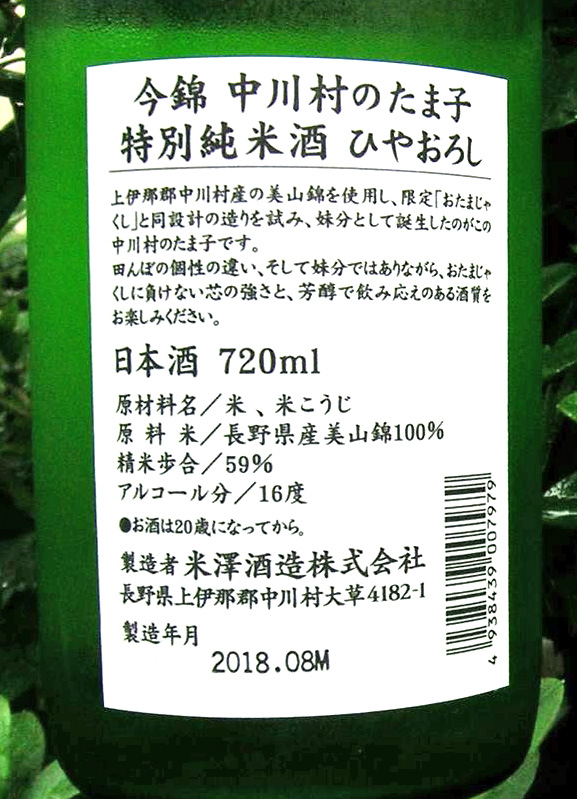 今錦 中川村のたま子
特別純米酒 ひやおろし
上伊那郡中川村産の美山錦を使用し、限定「おたまじゃ
くし」と同設計の造りを試み、妹分として誕生したのがこの
中川村のたま子です。
田んぼの個性の違い、そして妹分ではありながら、おたまじゃ
くしに負けない芯の強さと、芳醇で飲み応えのある酒質を
お楽しみください。
日本酒 720ml
原材料名／米 、米こうじ
原 料 米／長野県産美山錦100%
精米歩合／59%
アルコール分／16度
●お酒は20歳になってから。
製造者 米澤酒造株式会社
長野県上伊那郡中川村大草4182-1
製造年月
2018.08M
4 938439 007979